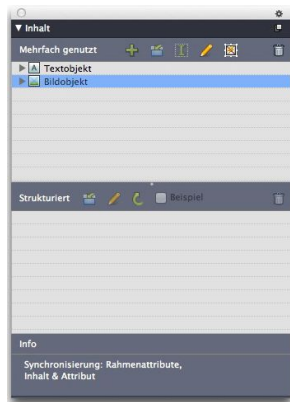 Inhalt
Mehrfach genutzt
A Textobjekt
Bildobjekt
Strukturiert Beispiel
Info
Synchronisierung: Rahmenattribute,
Inhalt & Attribut